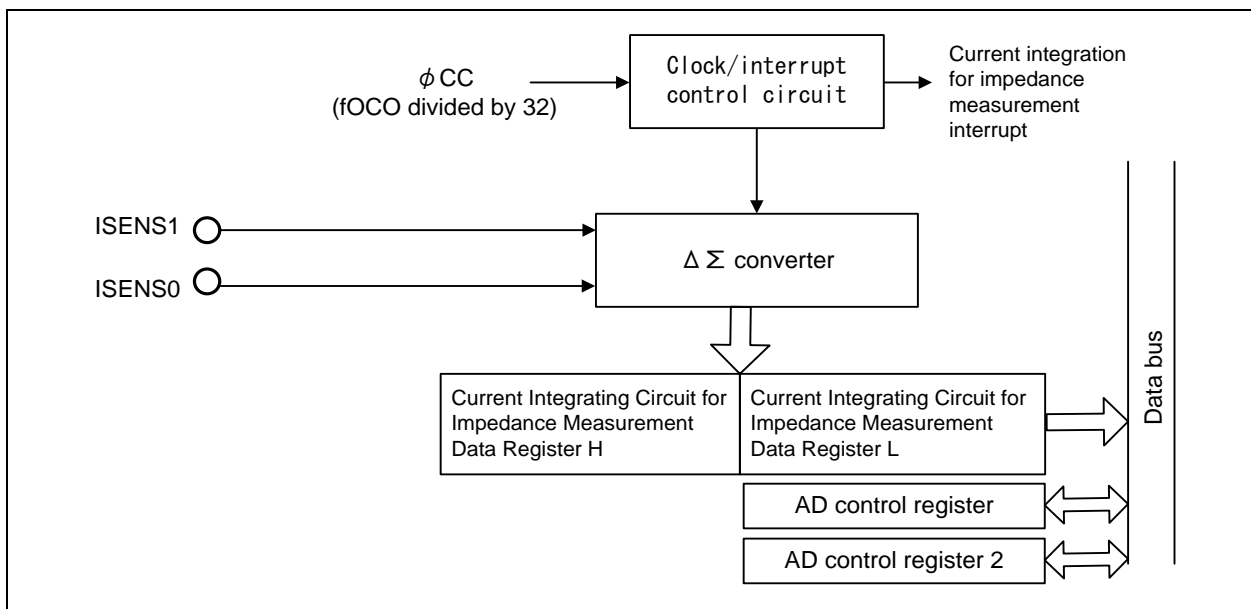 φCC
(fOCO divided by 32)
Clock/interrupt
control circuit
Current integration
for impedance
measurement
interrupt
ISENS1
ISENS0
ΔΣ converter
Data bus
Current Integrating Circuit for
Impedance Measurement
Data Register H
Current Integrating Circuit for
Impedance Measurement
Data Register L
AD control register
AD control register 2